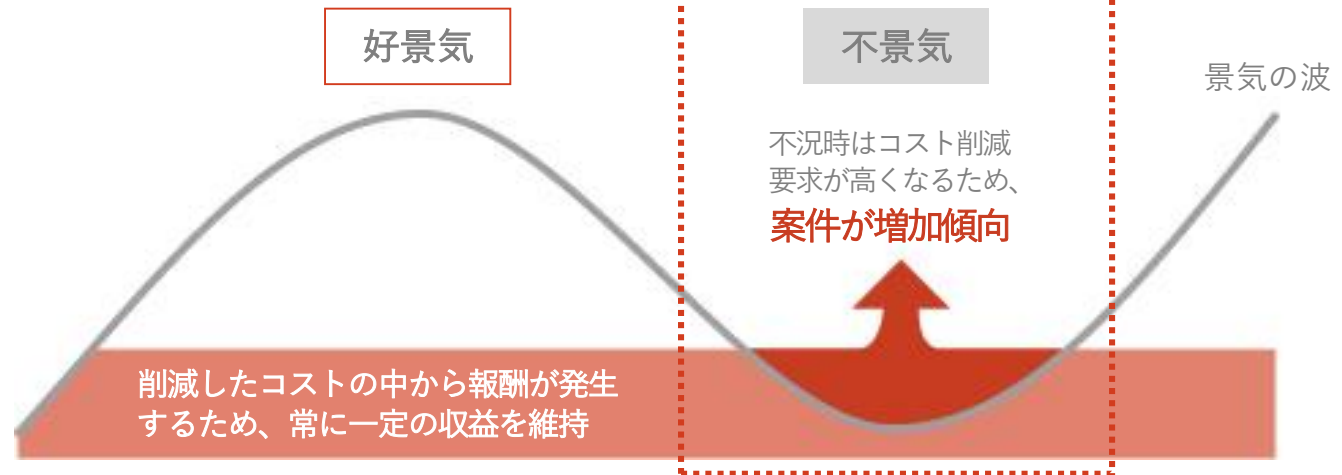 好景気
不景気
景気の波
不況時はコスト削減
要求が高くなるため、
案件が増加傾向
削減したコストの中から報酬が発生
するため、常に一定の収益を維持